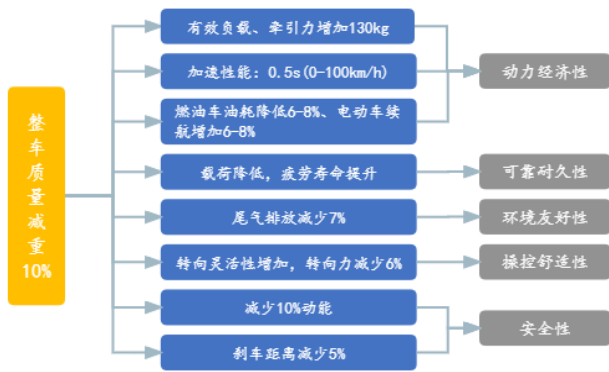 整
车
质
量
减
重
10%
有效负载、牵引力增加130kg
加速性能：0.5s(0-100km/h)
燃油车油耗降低6-8%、电动车续
航增加6-8%
载荷降低，疲劳寿命提升
尾气排放减少7%
转向灵活性增加，转向力减少6%
减少10%动能
刹车距离减少5%
动力经济性
可靠耐久性
环境友好性
操控舒适性
安全性